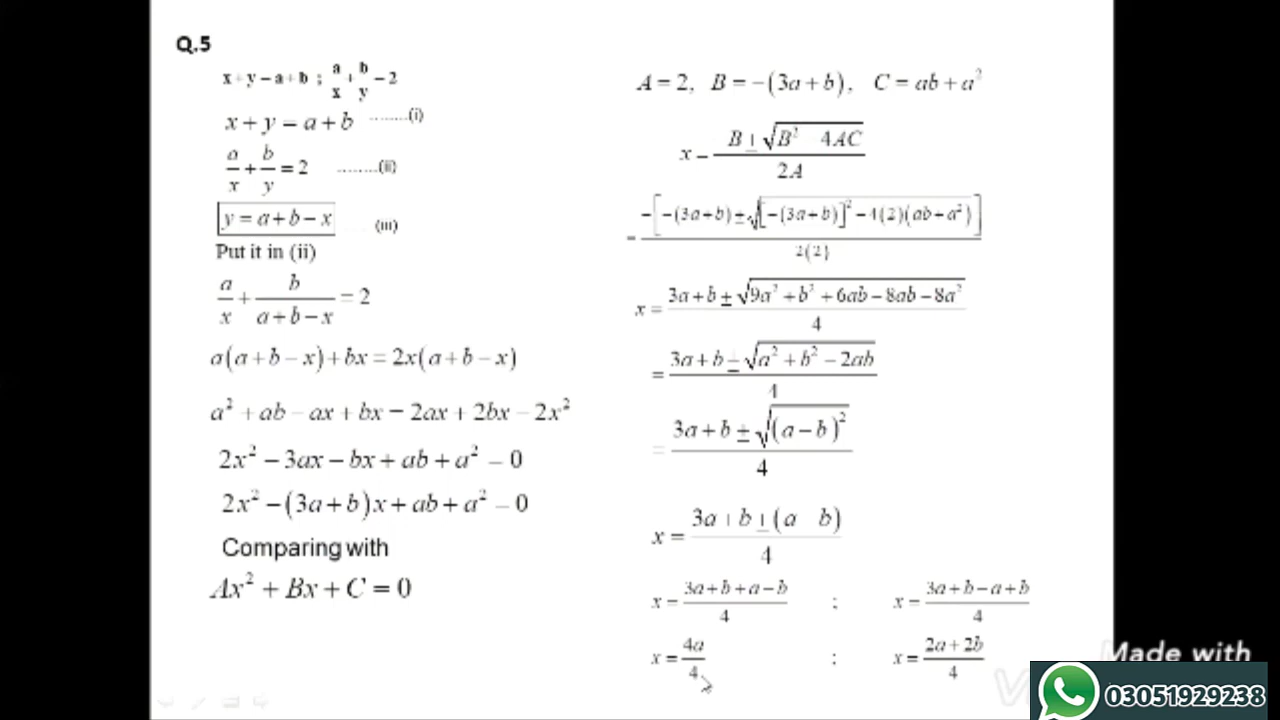 Q.5
x+y-a+b ; a/x + b/y - 2
x + y = a + b ........(i)
a/x + b/y = 2 .........(ii)
y = a + b - x (iii)
Put it in (ii)
a/x + b/(a+b-x) = 2
a(a+b-x)+bx = 2x(a+b-x)
a² + ab - ax + bx - 2ax + 2bx - 2x²
2x² - 3ax - bx + ab + a² - 0
2x² - (3a+b)x + ab + a² - 0
Comparing with
Ax² + Bx + C = 0
A = 2, B = -(3a+b), C = ab + a²
x - B ± √B² 4AC / 2A
= -[-(3a+b) ± √[-(3a+b)]² - 4(2)(ab+a²)] / 2(2)
x = 3a+b ± √9a² + b² + 6ab - 8ab - 8a² / 4
= 3a+b ± √a² + b² - 2ab / 4
= 3a+b ± √(a-b)² / 4
x = 3a+b ± (a b) / 4
x = 3a+b+a-b / 4 ; x = 3a+b-a+b / 4
x = 4a / 4 ; x = 2a+2b / 4
Made with
03051929238